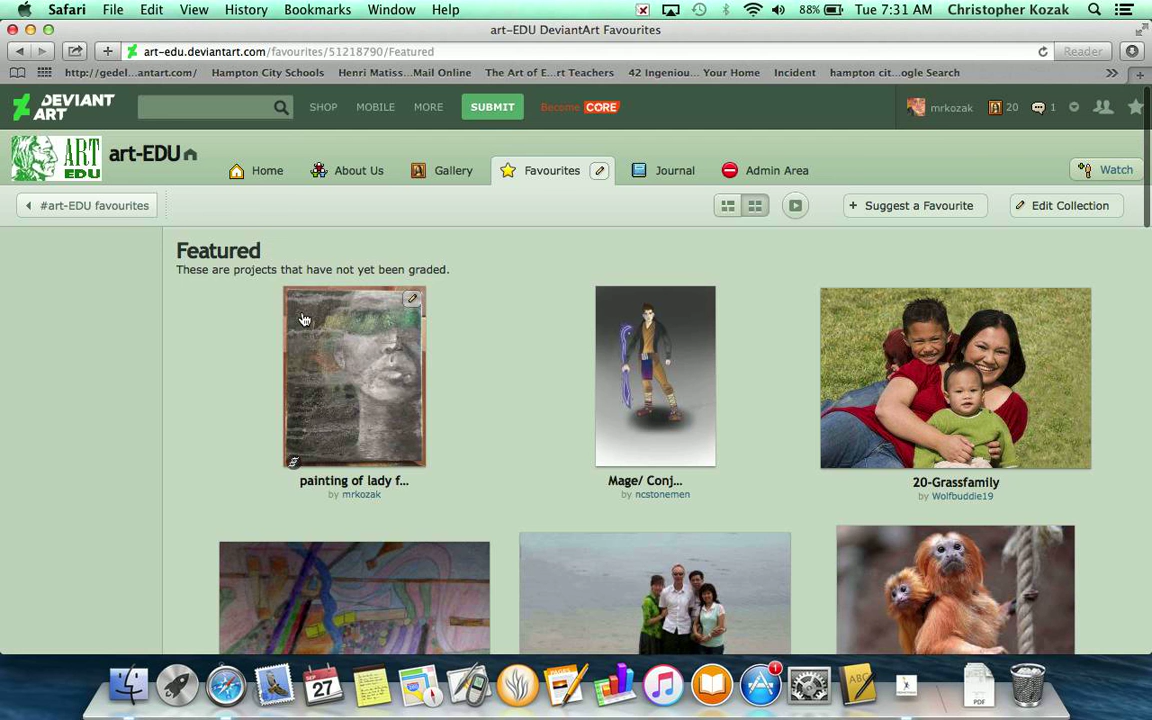 Safari File Edit View History Bookmarks Window Help 88% Tue 7:31 AM Christopher Kozak
art-EDU DeviantArt Favourites
art-edu.deviantart.com/favourites/51218790/Featured Reader
http://gedel...antart.com/ Hampton City Schools Henri Matiss...Mail Online The Art of E...rt Teachers 42 Ingeniou... Your Home Incident hampton cit...ogle Search
DEVIANT
ART
SHOP MOBILE MORE SUBMIT Become CORE mrkozak 20 1
ART
EDU
art-EDU
Home About Us Gallery Favourites Journal Admin Area Watch
#art-EDU favourites + Suggest a Favourite Edit Collection
Featured
These are projects that have not yet been graded.
painting of lady f...
by mrkozak
Mage/ Conj...
by ncstonemen
20-Grassfamily
by Wolfbuddie19
SEP
27
1
ABC
PDF